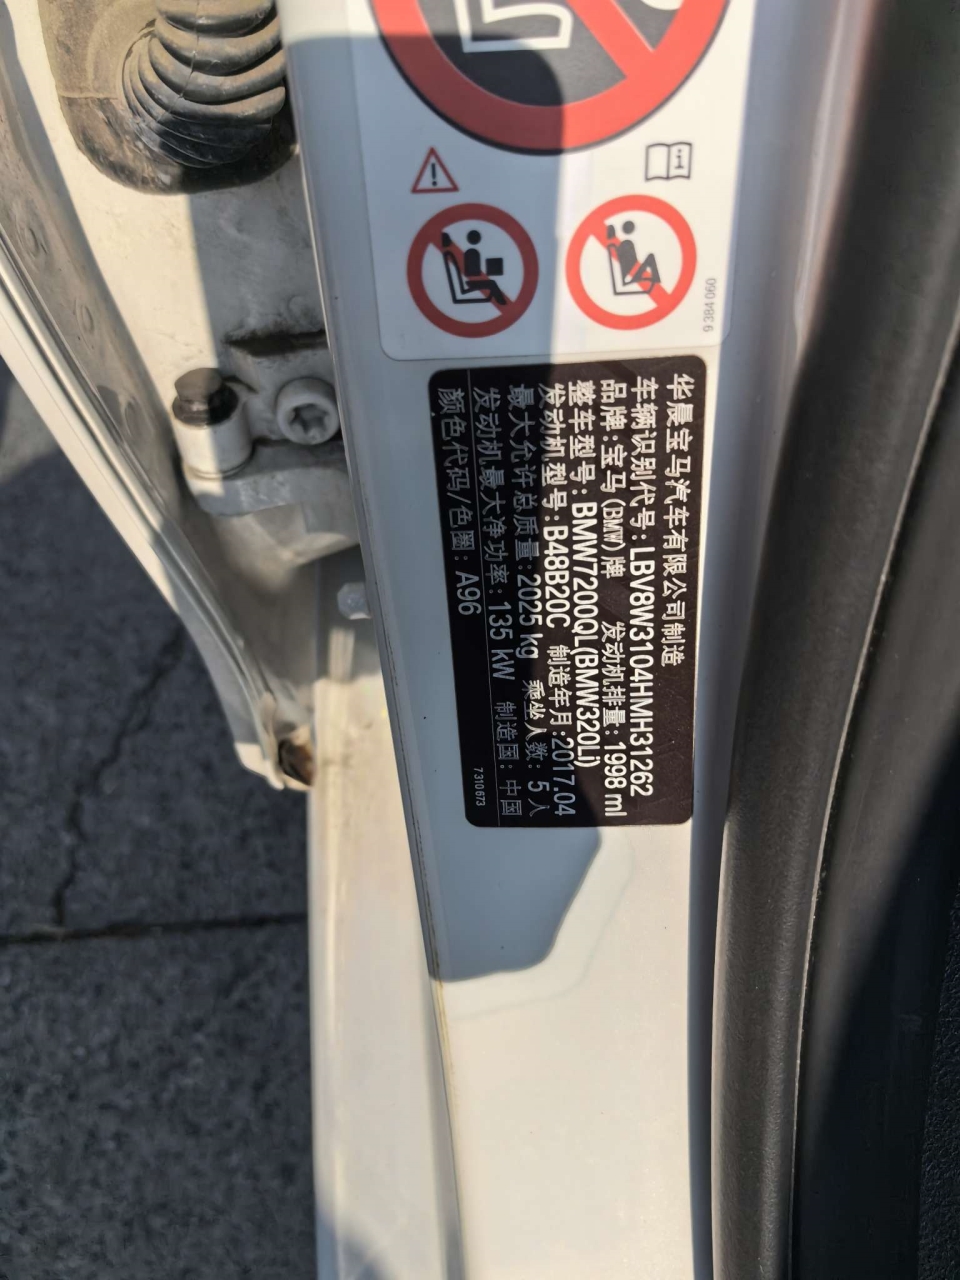 9 384 060
华晨宝马汽车有限公司制造
车辆识别代号: LBV8W3104HMH31262
品牌: 宝马(BMW)牌 发动机排量: 1998 ml
整车型号: BMW7200QL(BMW320Li)
发动机型号: B48B20C 制造年月: 2017.04
最大允许总质量: 2025 kg 乘坐人数: 5 人
发动机最大净功率: 135 kW 制造国: 中国
颜色代码/色圈: A96
7 310 673